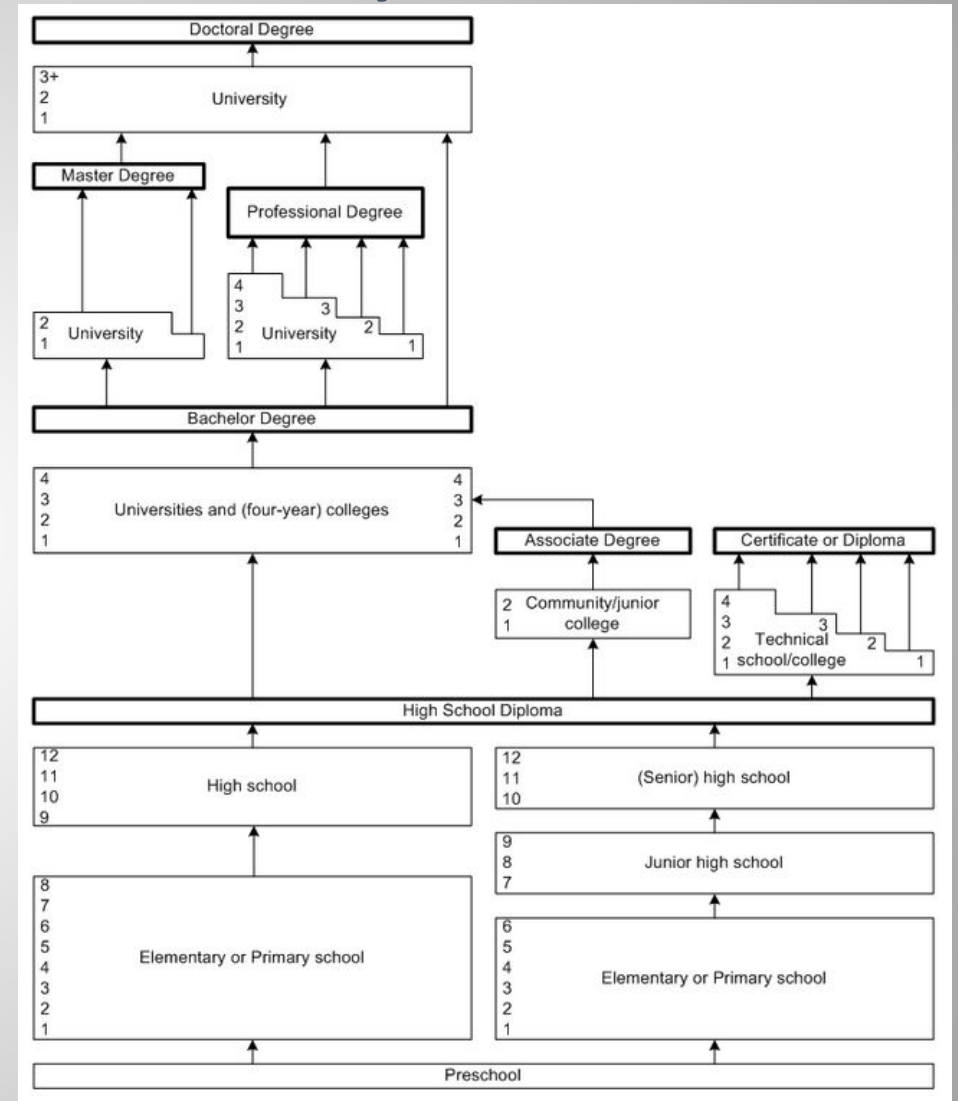 Doctoral Degree
3+
2
1
University
Master Degree
Professional Degree
2
1
University
4
3
2
1
University
3
2
1
Bachelor Degree
4
3
2
1
Universities and (four-year) colleges
4
3
2
1
Associate Degree
Certificate or Diploma
2
1
Community/junior
college
4
3
2
1
Technical
school/college
3
2
1
High School Diploma
12
11
10
9
High school
12
11
10
(Senior) high school
9
8
7
Junior high school
8
7
6
5
4
3
2
1
Elementary or Primary school
6
5
4
3
2
1
Elementary or Primary school
Preschool